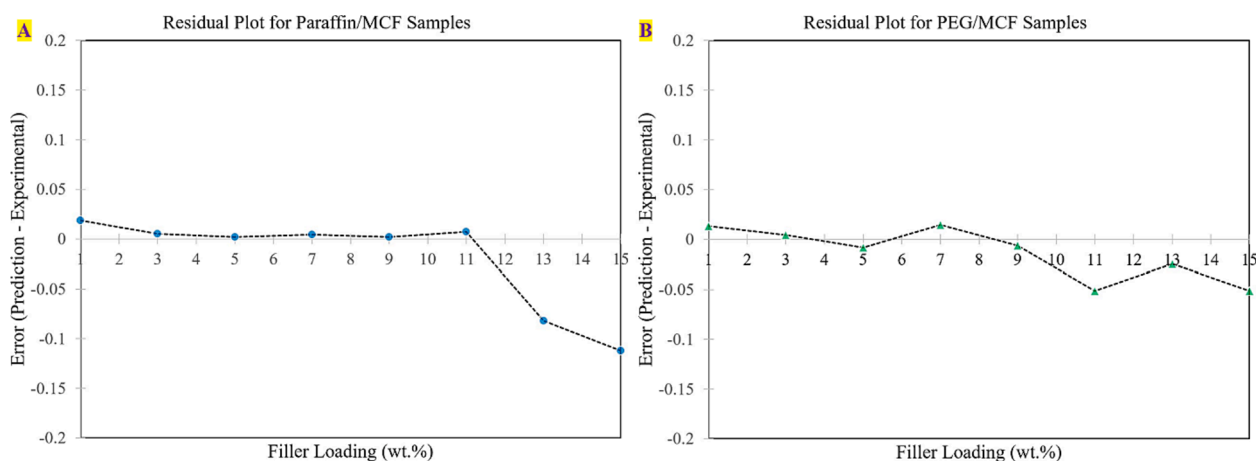 A
Residual Plot for Paraffin/MCF Samples
0.2
0.15
0.1
0.05
0
-0.05
-0.1
-0.15
-0.2
Error (Prediction - Experimental)
1 2 3 4 5 6 7 8 9 10 11 12 13 14 15
Filler Loading (wt.%)
B
Residual Plot for PEG/MCF Samples
0.2
0.15
0.1
0.05
0
-0.05
-0.1
-0.15
-0.2
Error (Prediction - Experimental)
1 2 3 4 5 6 7 8 9 10 11 12 13 14 15
Filler Loading (wt.%)